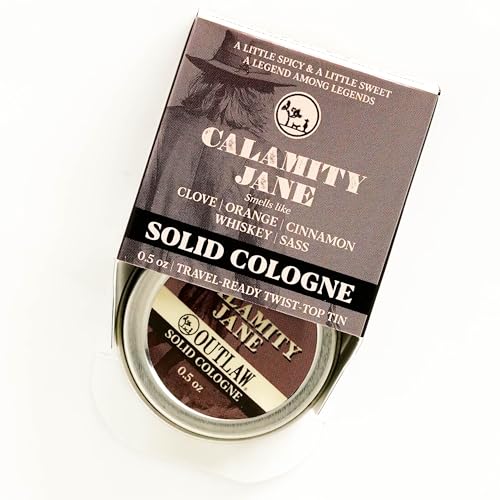 A LITTLE SPICY & A LITTLE SWEET
A LEGEND AMONG LEGENDS
CALAMITY
JANE
Smells like
CLOVE | ORANGE | CINNAMON
WHISKEY | SASS
SOLID COLOGNE
0.5 oz | TRAVEL-READY TWIST-TOP TIN
CALAMITY
JANE
OUTLAW
SOLID COLOGNE
0.5 oz